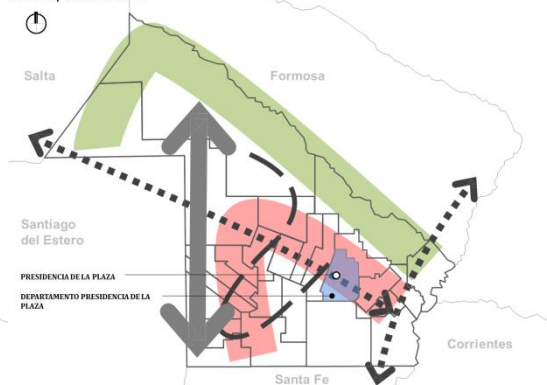 Salta
Formosa
Santiago
del Estero
PRESIDENCIA DE LA PLAZA
DEPARTAMENTO PRESIDENCIA DE LA
PLAZA
Corrientes
Santa Fe